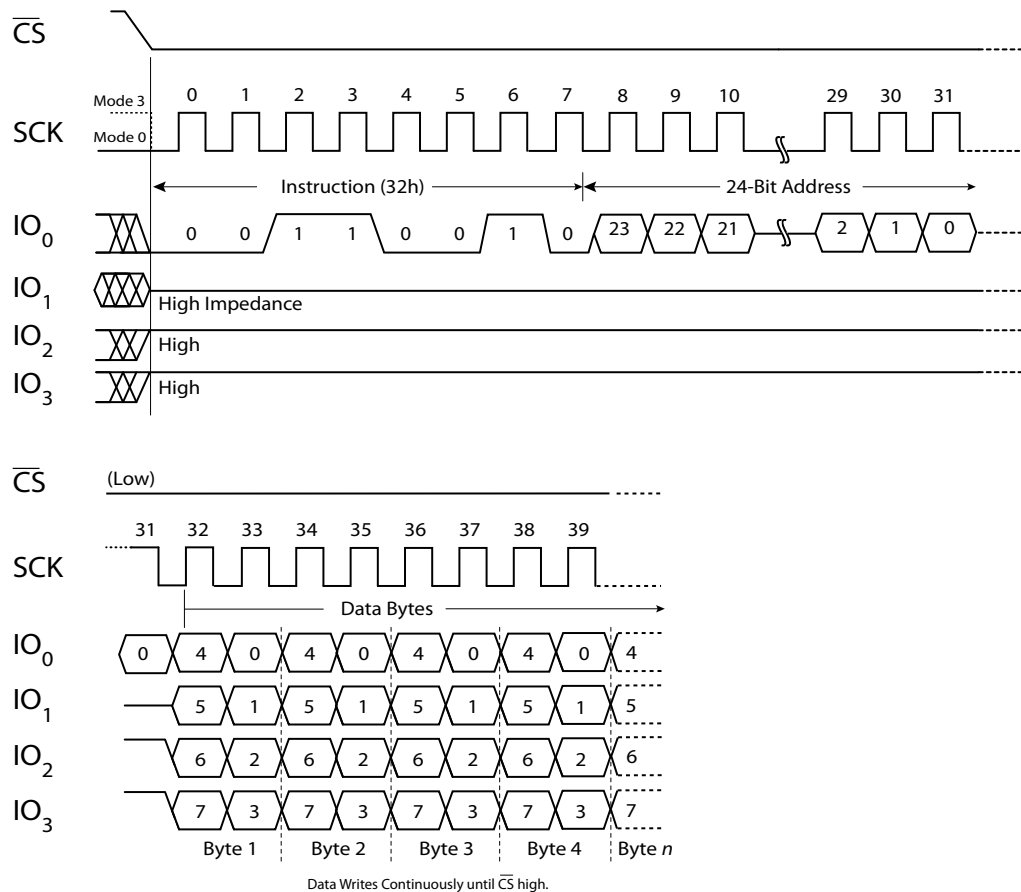 CS
Mode 3
Mode 0
SCK
0 1 2 3 4 5 6 7 8 9 10 29 30 31
Instruction (32h) 24-Bit Address
IO0 0 0 1 1 0 0 1 0 23 22 21 2 1 0
IO1 High Impedance
IO2 High
IO3 High
CS (Low)
31 32 33 34 35 36 37 38 39
SCK
Data Bytes
IO0 0 4 0 4 0 4 0 4 0 4
IO1 5 1 5 1 5 1 5 1 5
IO2 6 2 6 2 6 2 6 2 6
IO3 7 3 7 3 7 3 7 3 7
Byte 1 Byte 2 Byte 3 Byte 4 Byte n
Data Writes Continuously until CS high.